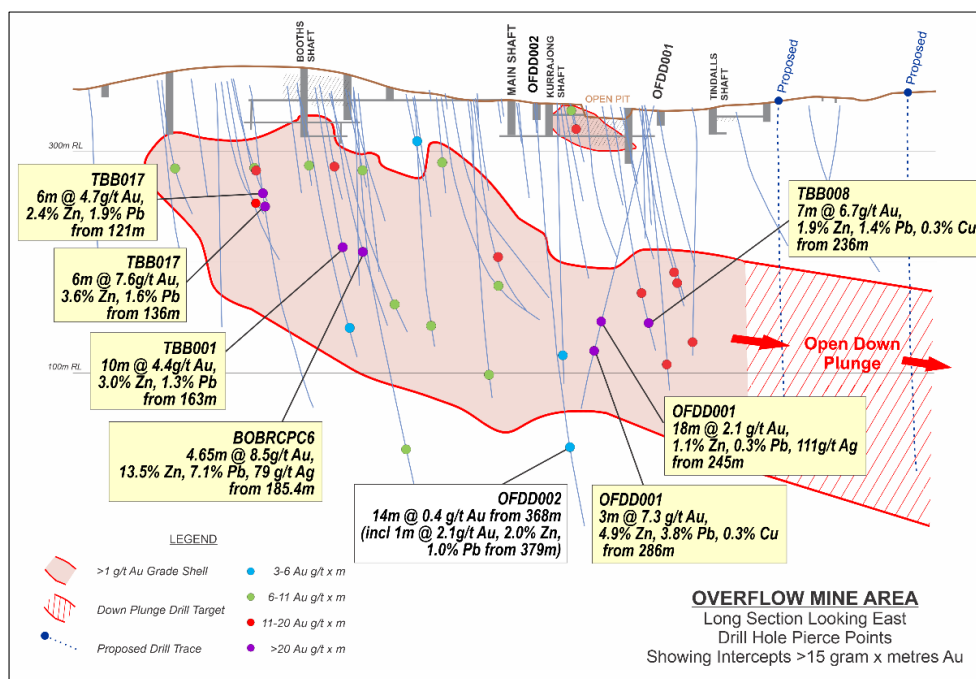 BOOTHS
SHAFT
MAIN SHAFT
OFDD002
KURRAJONG
SHAFT
OPEN PIT
OFDD001
TINDALLS
SHAFT
Proposed
Proposed
300m RL
TBB017
6m @ 4.7g/t Au,
2.4% Zn, 1.9% Pb
from 121m
TBB008
7m @ 6.7g/t Au,
1.9% Zn, 1.4% Pb, 0.3% Cu
from 236m
TBB017
6m @ 7.6g/t Au,
3.6% Zn, 1.6% Pb
from 136m
TBB001
10m @ 4.4g/t Au,
3.0% Zn, 1.3% Pb
from 163m
Open Down
Plunge
100m RL
OFDD001
18m @ 2.1 g/t Au,
1.1% Zn, 0.3% Pb, 111g/t Ag
from 245m
BOBRCPC6
4.65m @ 8.5g/t Au,
13.5% Zn, 7.1% Pb, 79 g/t Ag
from 185.4m
OFDD002
14m @ 0.4 g/t Au from 368m
(incl 1m @ 2.1g/t Au, 2.0% Zn,
1.0% Pb from 379m)
OFDD001
3m @ 7.3 g/t Au,
4.9% Zn, 3.8% Pb, 0.3% Cu
from 286m
LEGEND
>1 g/t Au Grade Shell
Down Plunge Drill Target
Proposed Drill Trace
3-6 Au g/t x m
6-11 Au g/t x m
11-20 Au g/t x m
>20 Au g/t x m
OVERFLOW MINE AREA
Long Section Looking East
Drill Hole Pierce Points
Showing Intercepts >15 gram x metres Au